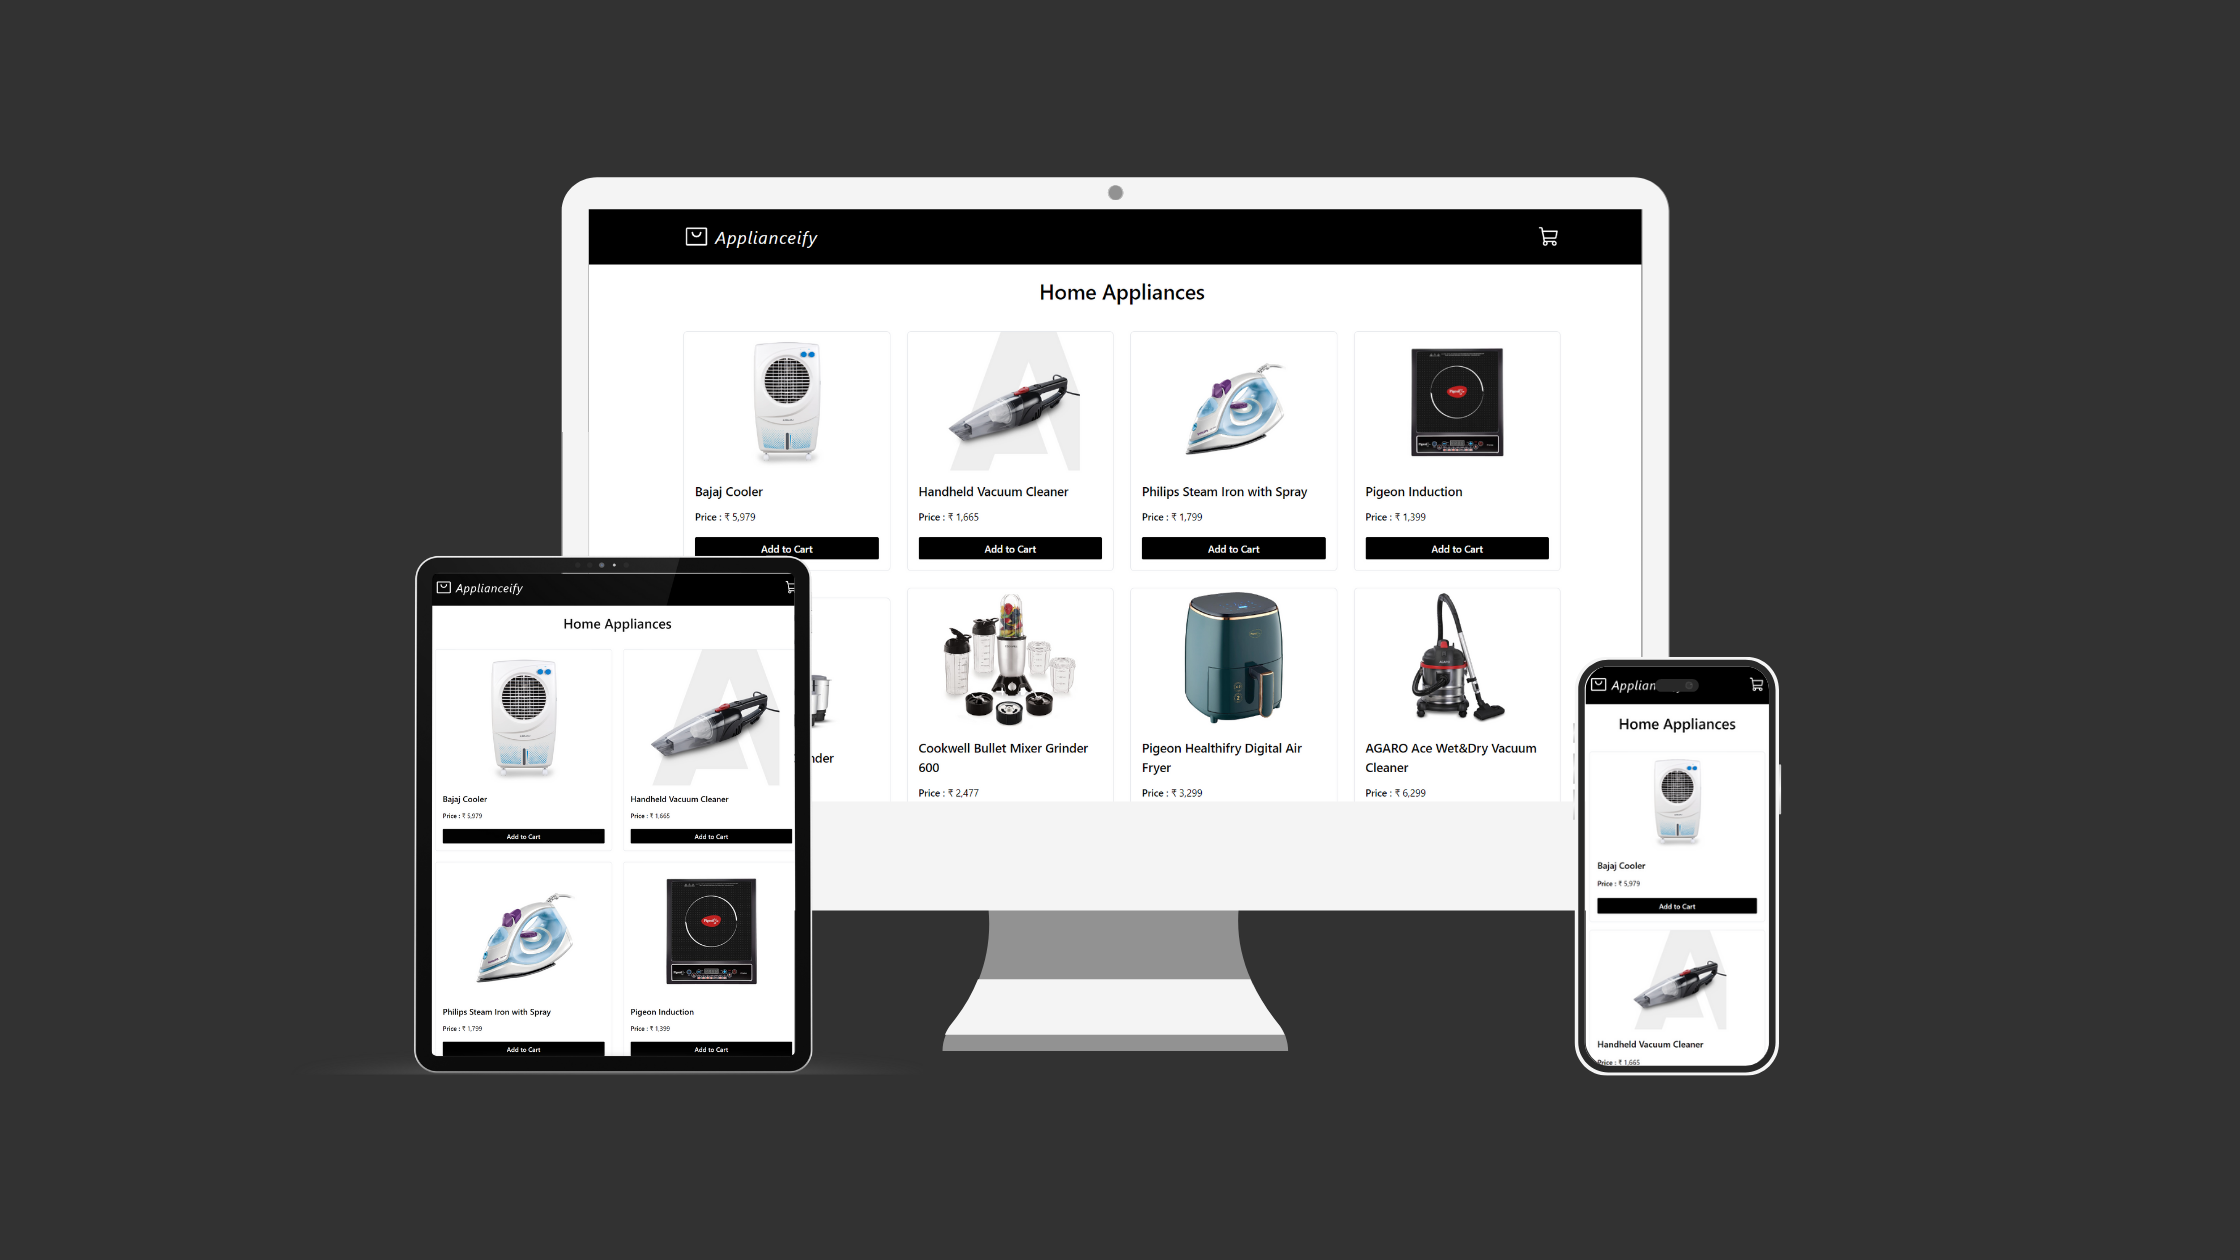 Applianceify
Home Appliances
Bajaj Cooler
Price : ₹ 5,979
Add to Cart
Handheld Vacuum Cleaner
Price : ₹ 1,665
Add to Cart
Philips Steam Iron with Spray
Price : ₹ 1,799
Add to Cart
Pigeon Induction
Price : ₹ 1,399
Add to Cart
nder
Cookwell Bullet Mixer Grinder
600
Price : ₹ 2,477
Pigeon Healthifry Digital Air
Fryer
Price : ₹ 3,299
AGARO Ace Wet&Dry Vacuum
Cleaner
Price : ₹ 6,299
Applianceify
Home Appliances
Bajaj Cooler
Price : ₹ 5,979
Add to Cart
Handheld Vacuum Cleaner
Price : ₹ 1,665
Add to Cart
Philips Steam Iron with Spray
Price : ₹ 1,799
Add to Cart
Pigeon Induction
Price : ₹ 1,399
Add to Cart
Applian
Home Appliances
Bajaj Cooler
Price : ₹ 5,979
Add to Cart
Handheld Vacuum Cleaner
Price : ₹ 1,665